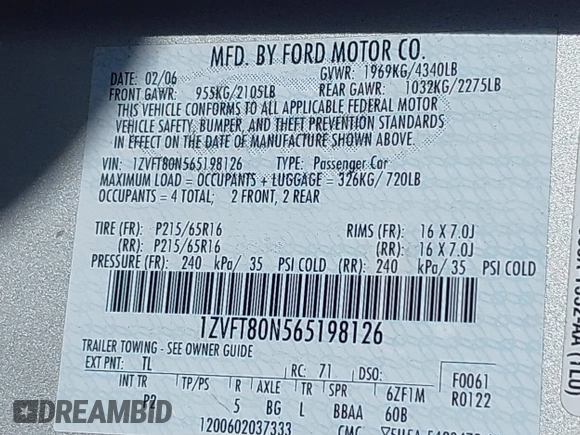 MFD. BY FORD MOTOR CO.
DATE: 02/06 GVWR: 1969KG/4340LB
FRONT GAWR: 955KG/2105LB REAR GAWR: 1032KG/2275LB
THIS VEHICLE CONFORMS TO ALL APPLICABLE FEDERAL MOTOR
VEHICLE SAFETY, BUMPER, AND THEFT PREVENTION STANDARDS
IN EFFECT ON THE DATE OF MANUFACTURE SHOWN ABOVE.
VIN: 1ZVFT80N565198126 TYPE: Passenger Car
MAXIMUM LOAD = OCCUPANTS + LUGGAGE = 326KG/ 720LB
OCCUPANTS = 4 TOTAL; 2 FRONT, 2 REAR
TIRE (FR): P215/65R16 RIMS (FR): 16 X 7.0J
(RR): P215/65R16 (RR): 16 X 7.0J
PRESSURE (FR): 240 kPa/ 35 PSI COLD (RR): 240 kPa/ 35 PSI COLD
1ZVFT80N565198126
TRAILER TOWING - SEE OWNER GUIDE
EXT PNT: TL RC: 71 DSO: F0061
INT TR TP/PS R AXLE TR SPR 6ZF1M R0122
P2 5 BG L BBAA 60B
1200602037333
DREAMBID